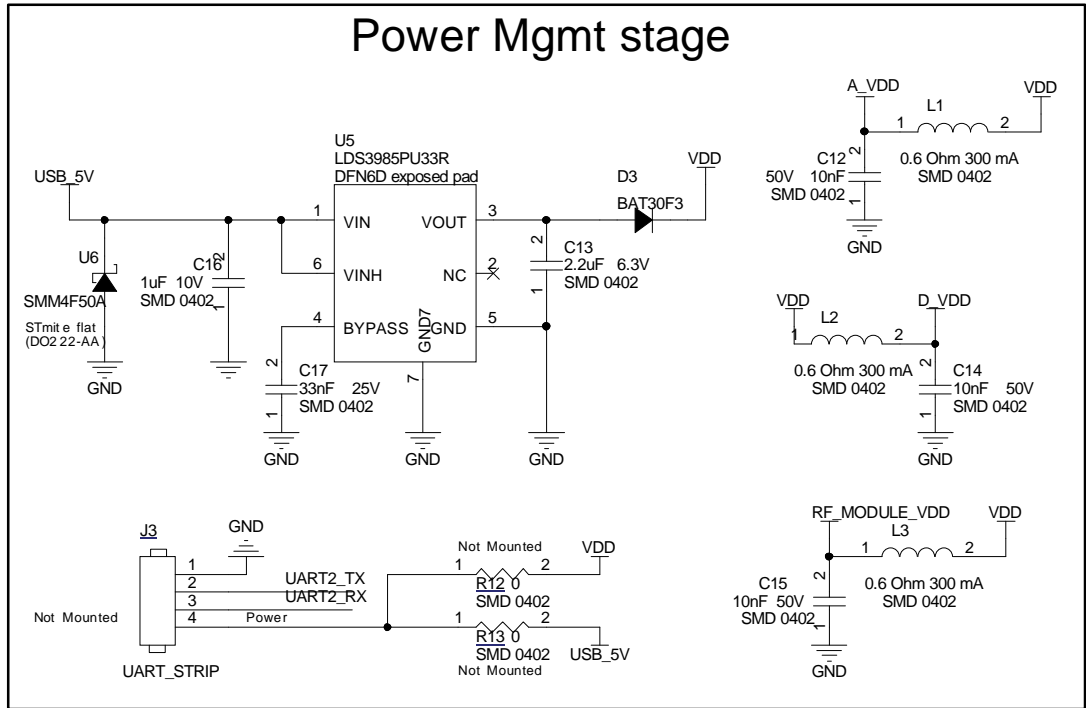 Power Mgmt stage
U5
LDS3985PU33R
DFN6D exposed pad
USB_5V
1 VIN
VOUT 3
6 VINH
NC 2
4 BYPASS
GND 5
GND7
7
U6
SMM4F50A
STmite flat
(DO222-AA)
GND
C16
2
1uF 10V
SMD 0402
1
2
C17
33nF 25V
SMD 0402
1
GND
GND
D3
BAT30F3
VDD
2
C13
2.2uF 6.3V
1
SMD 0402
GND
A_VDD
L1
VDD
1 2
0.6 Ohm 300 mA
SMD 0402
2
C12
50V 10nF
SMD 0402
1
GND
VDD
L2
D_VDD
1 2
0.6 Ohm 300 mA
SMD 0402
2
C14
10nF 50V
SMD 0402
1
GND
RF_MODULE_VDD
L3
VDD
1 2
0.6 Ohm 300 mA
SMD 0402
2
C15
10nF 50V
SMD 0402
1
GND
J3
GND
1
2 UART2_TX
3 UART2_RX
4 Power
Not Mounted
UART_STRIP
Not Mounted
VDD
1 2
R12 0
SMD 0402
1 2
R13 0
SMD 0402
USB_5V
Not Mounted